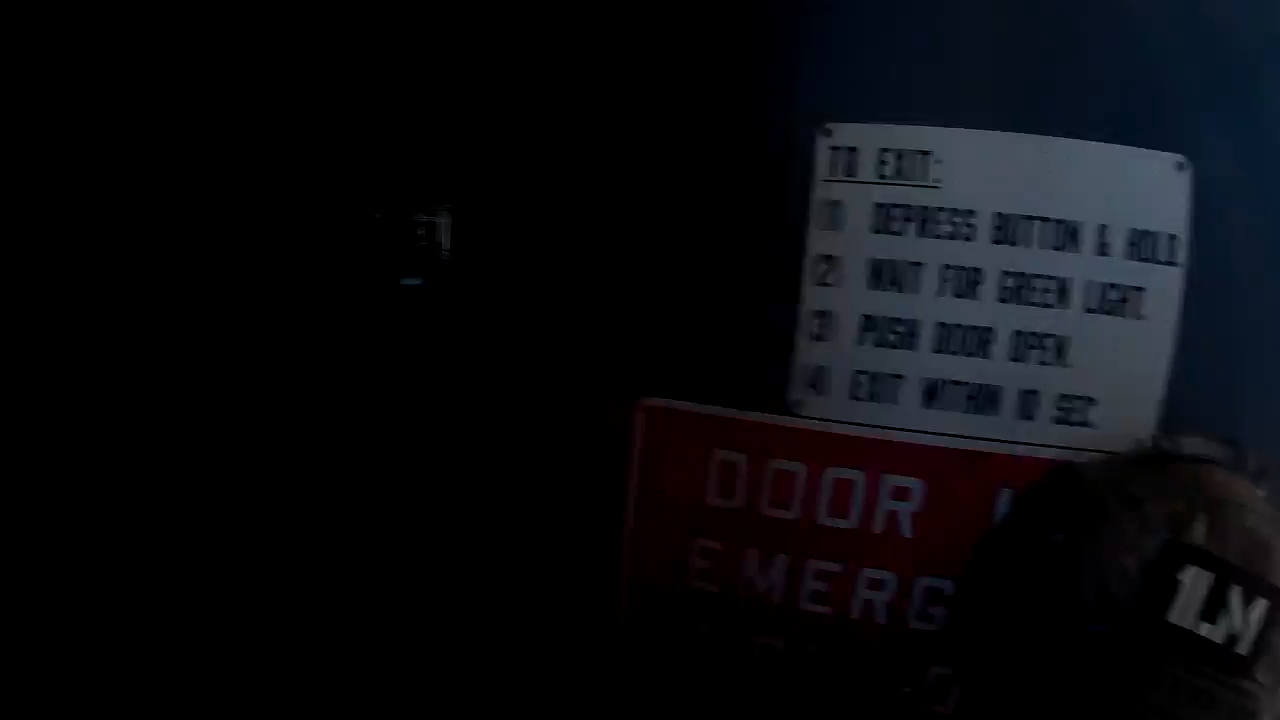 TO EXIT:
(1) DEPRESS BUTTON & HOLD.
(2) WAIT FOR GREEN LIGHT.
(3) PUSH DOOR OPEN.
(4) EXIT WITHIN 10 SEC.
DOOR
EMERG